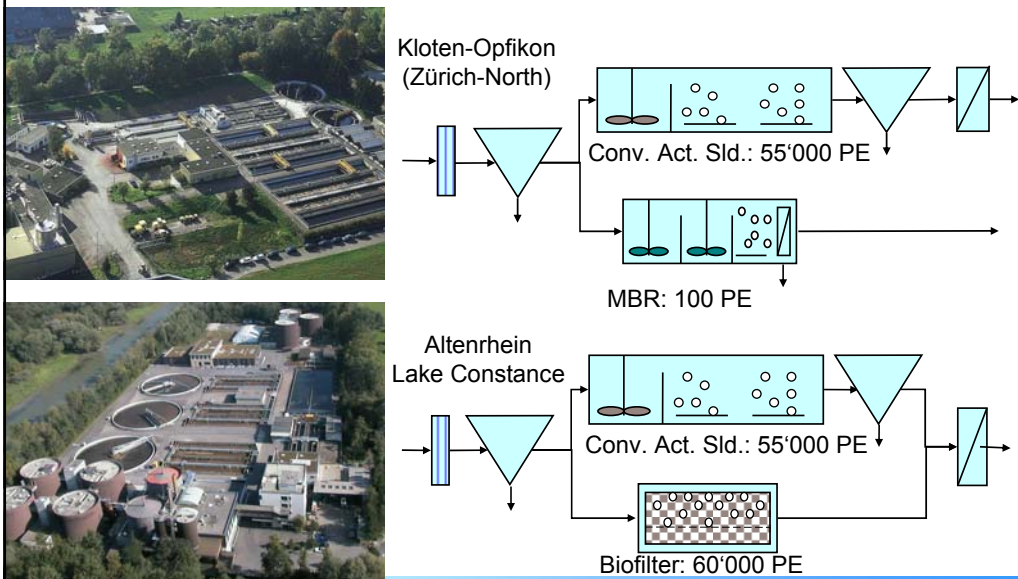 Kloten-Opfikon
(Zürich-North)
Conv. Act. Sld.: 55‘000 PE
MBR: 100 PE
Altenrhein
Lake Constance
Conv. Act. Sld.: 55‘000 PE
Biofilter: 60‘000 PE